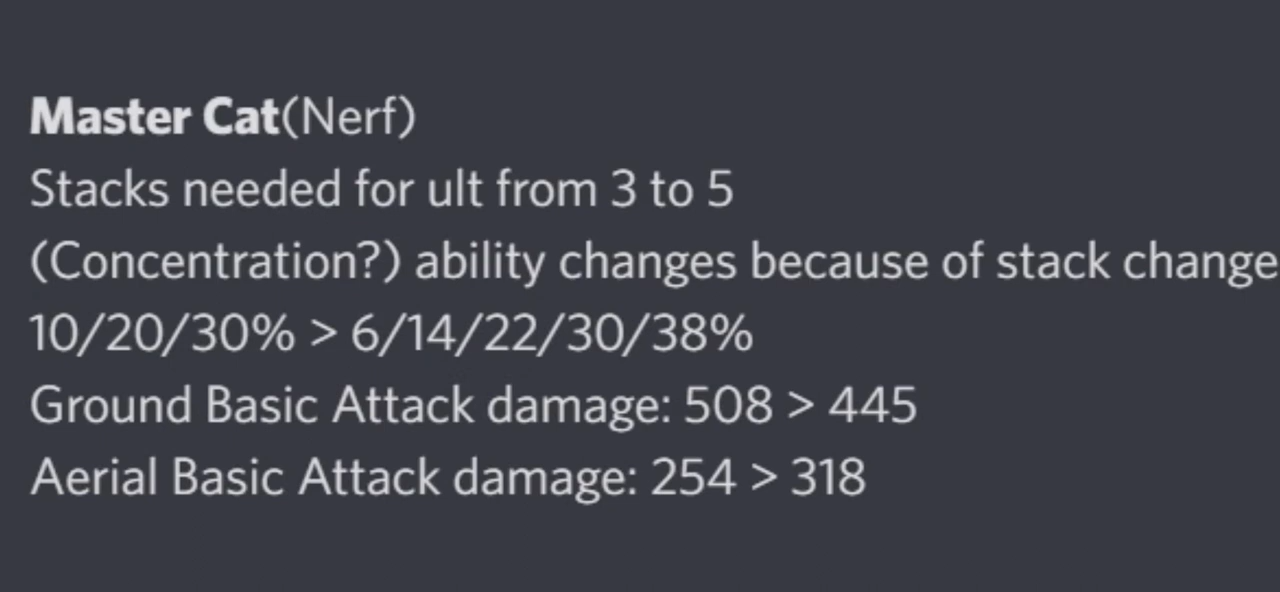 Master Cat(Nerf)
Stacks needed for ult from 3 to 5
(Concentration?) ability changes because of stack change
10/20/30% > 6/14/22/30/38%
Ground Basic Attack damage: 508 > 445
Aerial Basic Attack damage: 254 > 318